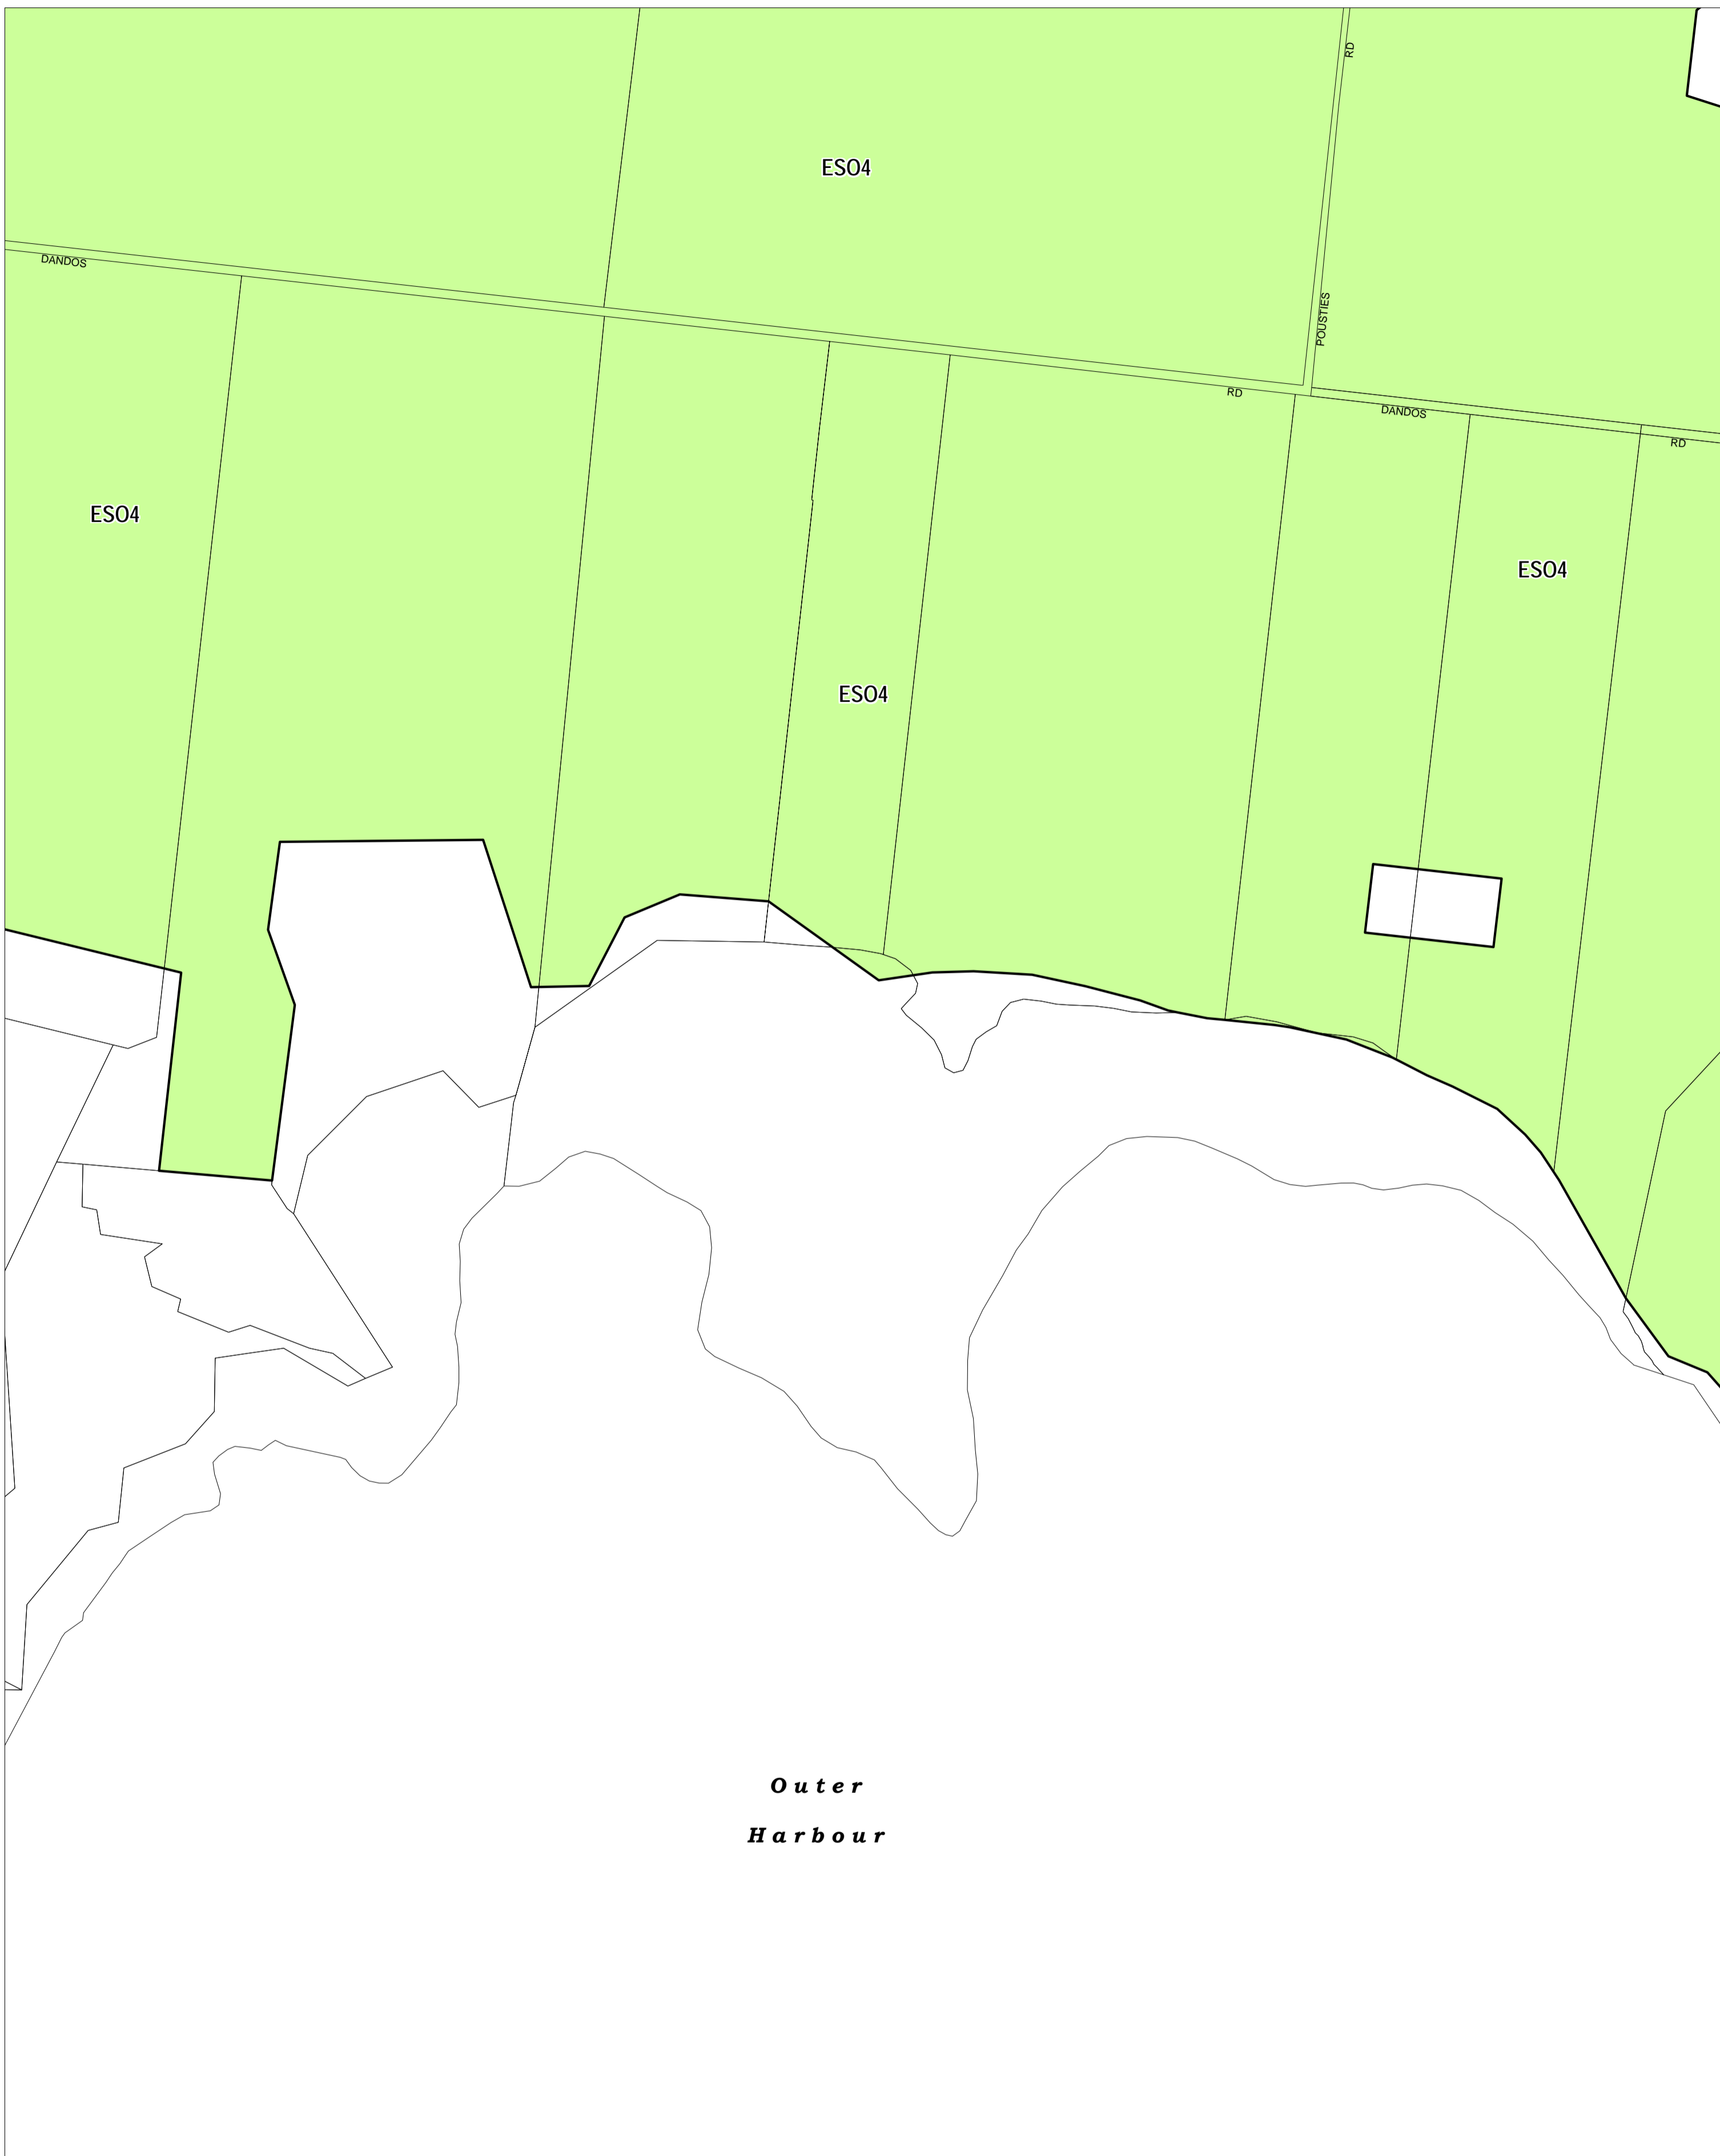 RD
ESO4
DANDOS
POUSTIES
RD
DANDOS
RD
ESO4
ESO4
ESO4
Outer
Harbour